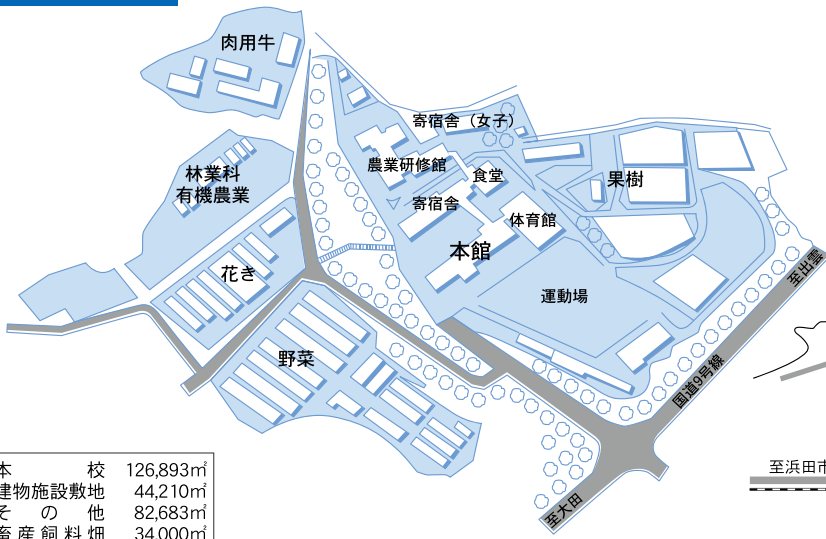 肉用牛
寄宿舎（女子）
農業研修館
食堂
林業科
有機農業
果樹
寄宿舎
体育館
本館
花き
至出雲
運動場
野菜
国道9号線
至浜田市
本校 126,893㎡
建物施設敷地 44,210㎡
その他 82,683㎡
畜産飼料畑 34,000㎡
至大田